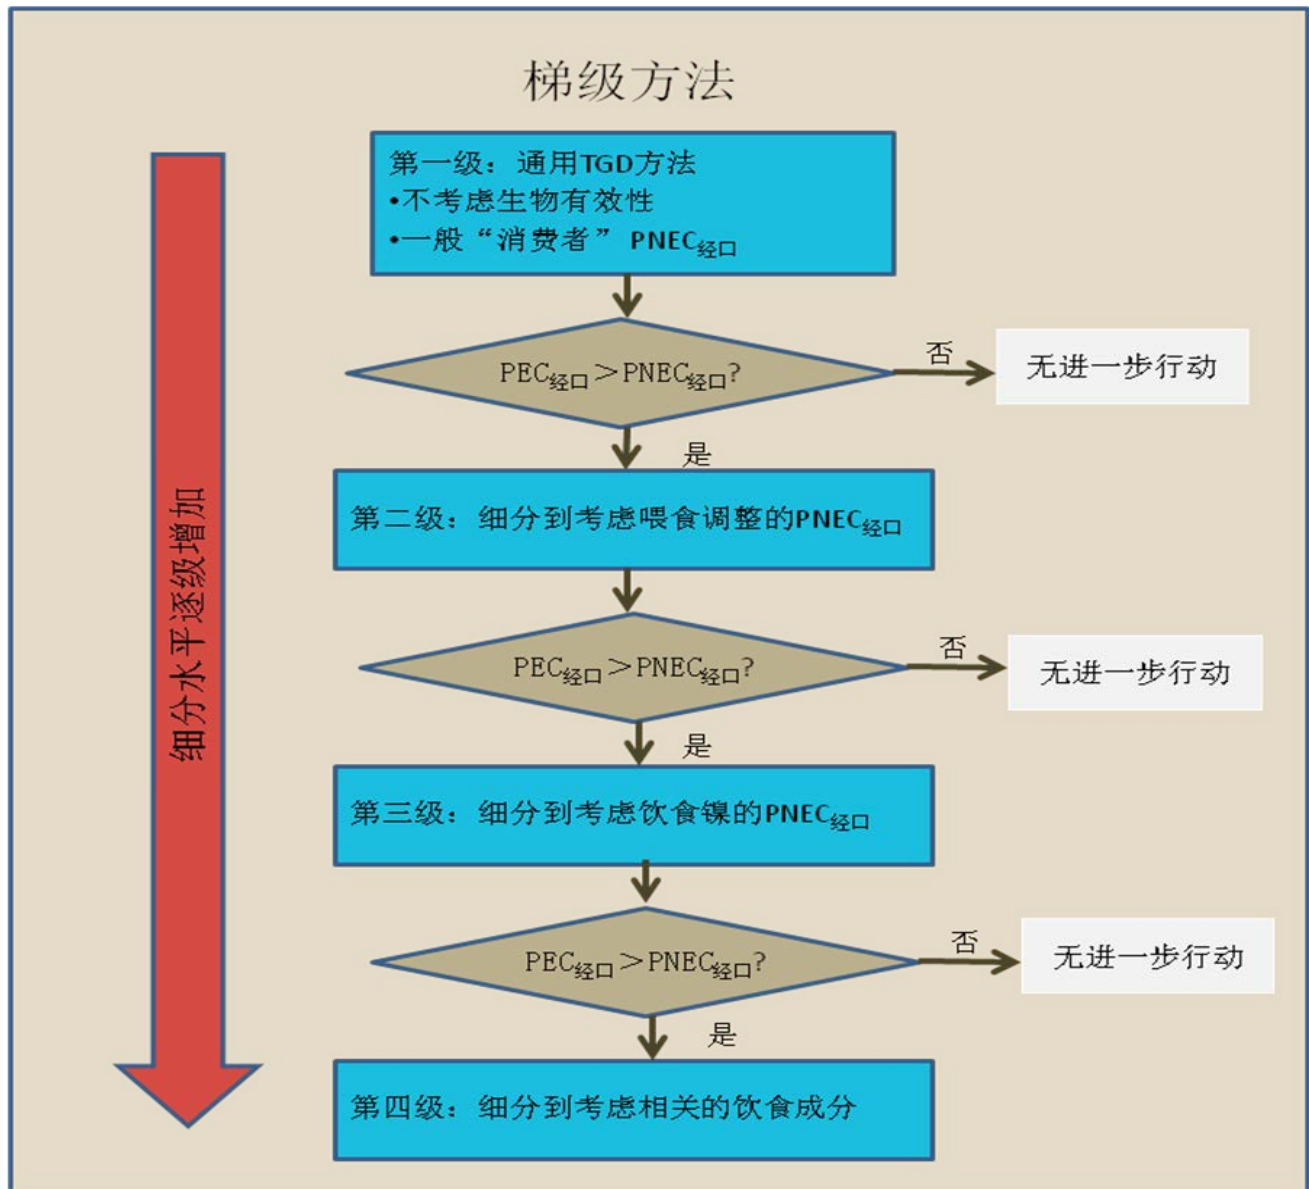 梯级方法
第一级：通用TGD方法
•不考虑生物有效性
•一般“消费者” PNEC经口
PEC经口＞PNEC经口?
否
无进一步行动
是
第二级：细分到考虑喂食调整的PNEC经口
PEC经口＞PNEC经口?
否
无进一步行动
是
第三级：细分到考虑饮食镍的PNEC经口
PEC经口＞PNEC经口?
否
无进一步行动
是
第四级：细分到考虑相关的饮食成分
细分水平逐级增加